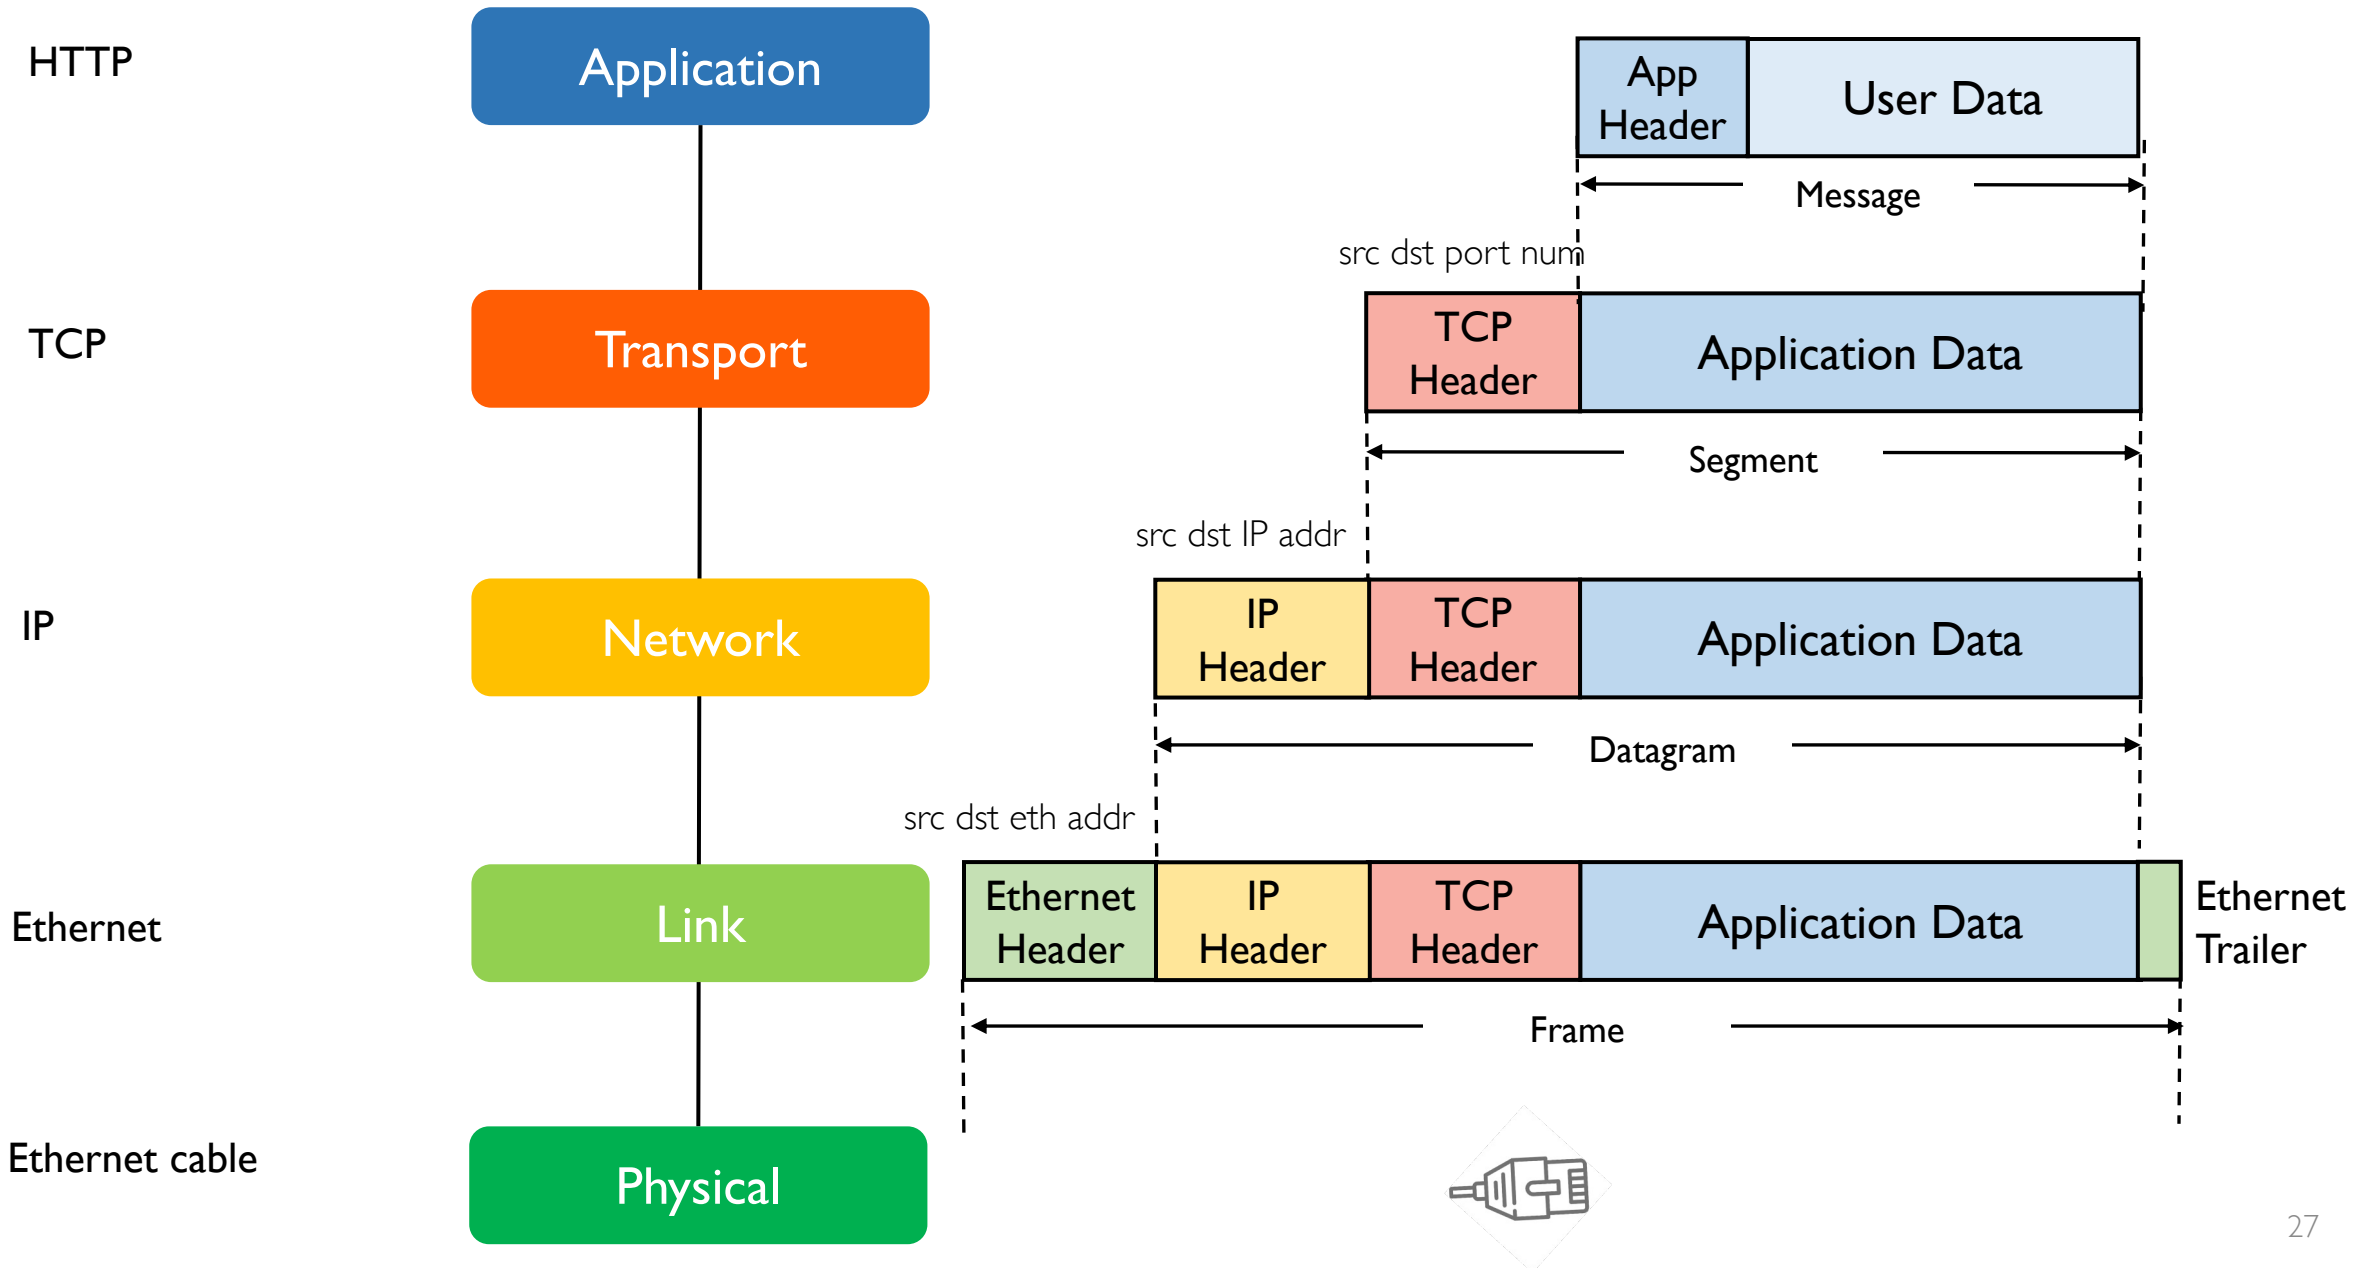 HTTP
Application
App
Header
User Data
Message
src dst port num
TCP
Transport
TCP
Header
Application Data
Segment
src dst IP addr
IP
Network
IP
Header
TCP
Header
Application Data
Datagram
src dst eth addr
Ethernet
Link
Ethernet
Header
IP
Header
TCP
Header
Application Data
Ethernet
Trailer
Frame
Ethernet cable
Physical
27